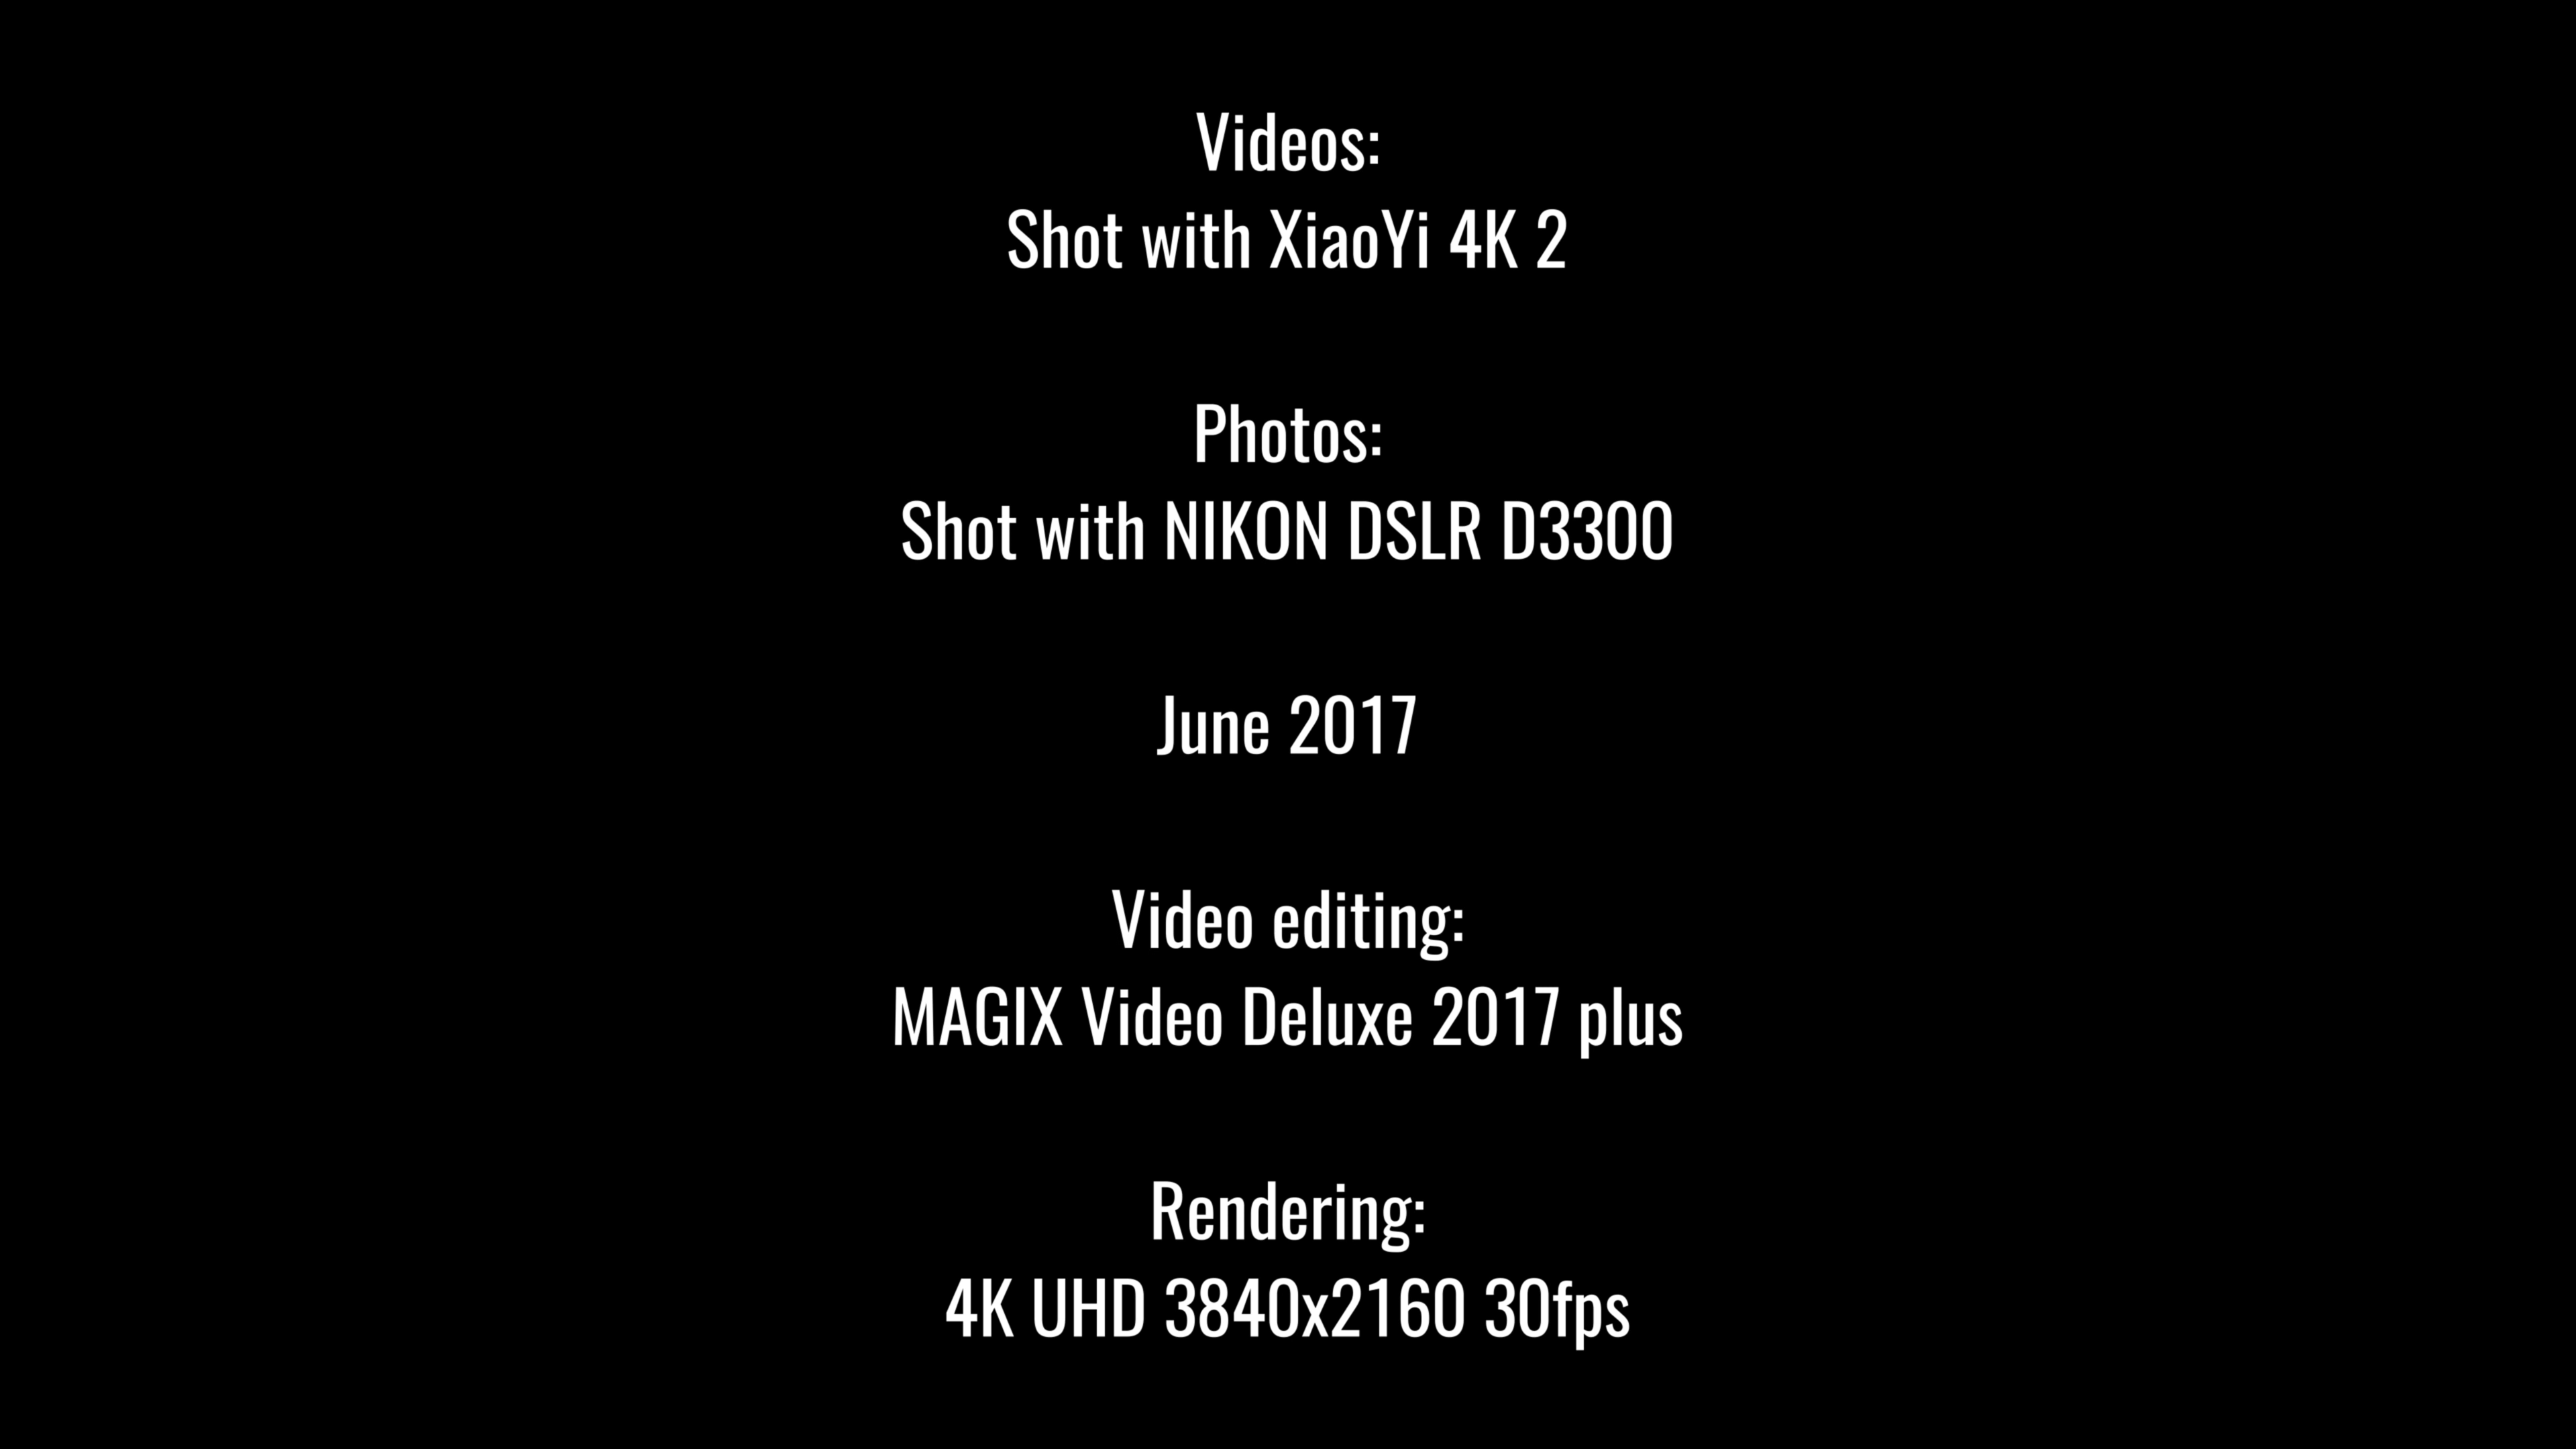 Videos:
Shot with XiaoYi 4K 2
Photos:
Shot with NIKON DSLR D3300
June 2017
Video editing:
MAGIX Video Deluxe 2017 plus
Rendering:
4K UHD 3840x2160 30fps